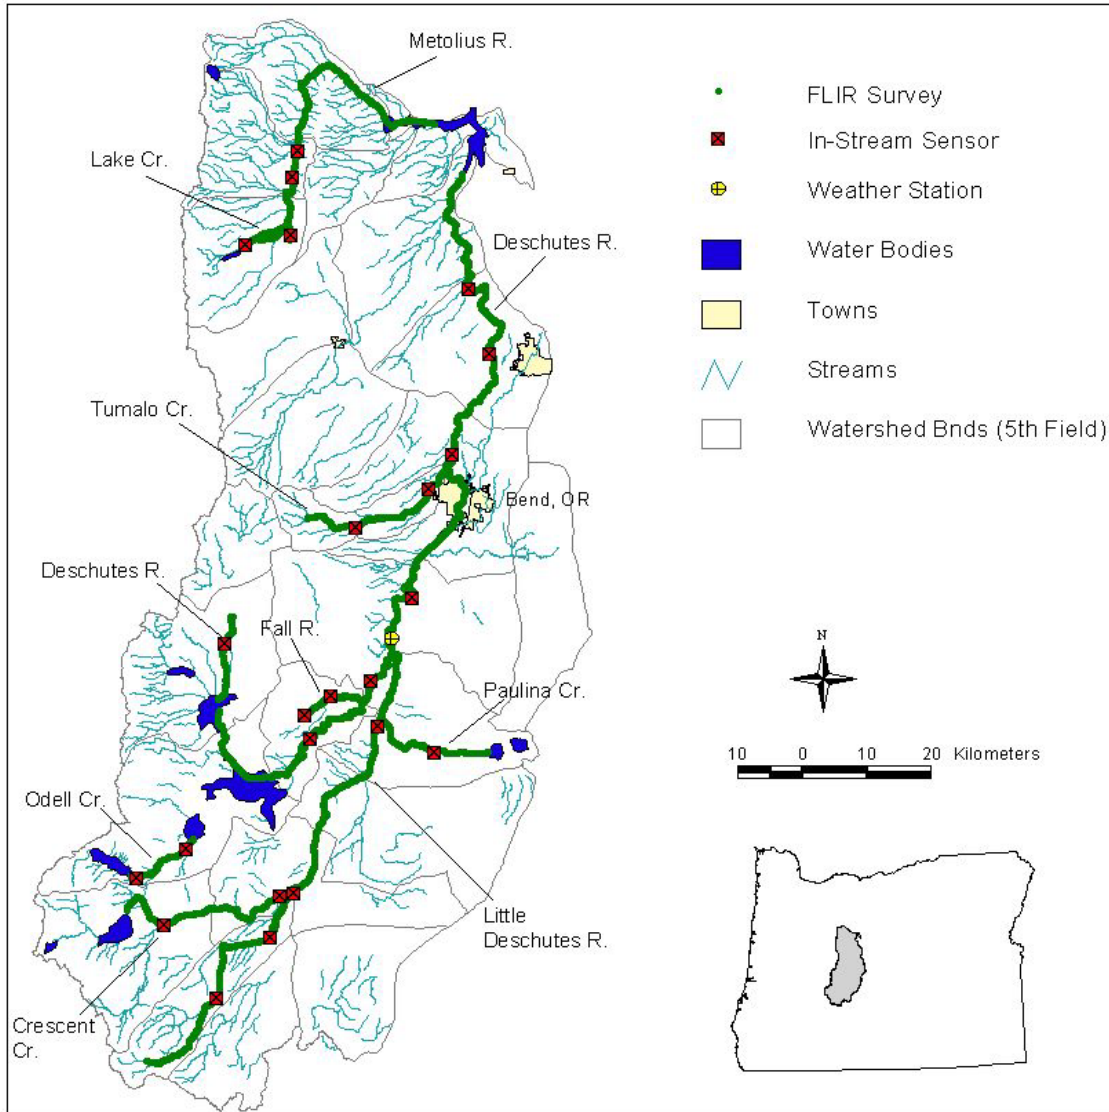 Metolius R.
Lake Cr.
Deschutes R.
Tumalo Cr.
Bend, OR
Deschutes R.
Fall R.
Paulina Cr.
Odell Cr.
Little
Deschutes R.
Crescent
Cr.
FLIR Survey
In-Stream Sensor
Weather Station
Water Bodies
Towns
Streams
Watershed Bnds (5th Field)
N
10 0 10 20 Kilometers